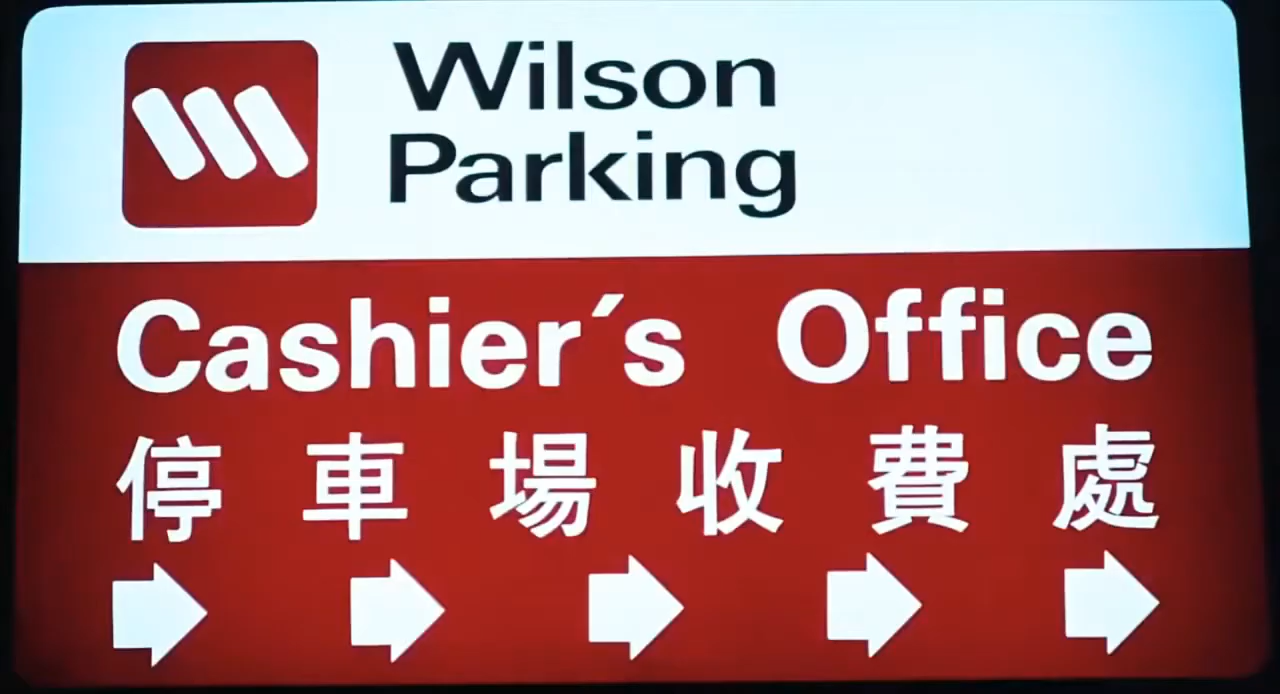 Wilson
Parking
Cashier´s Office
停車場收費處